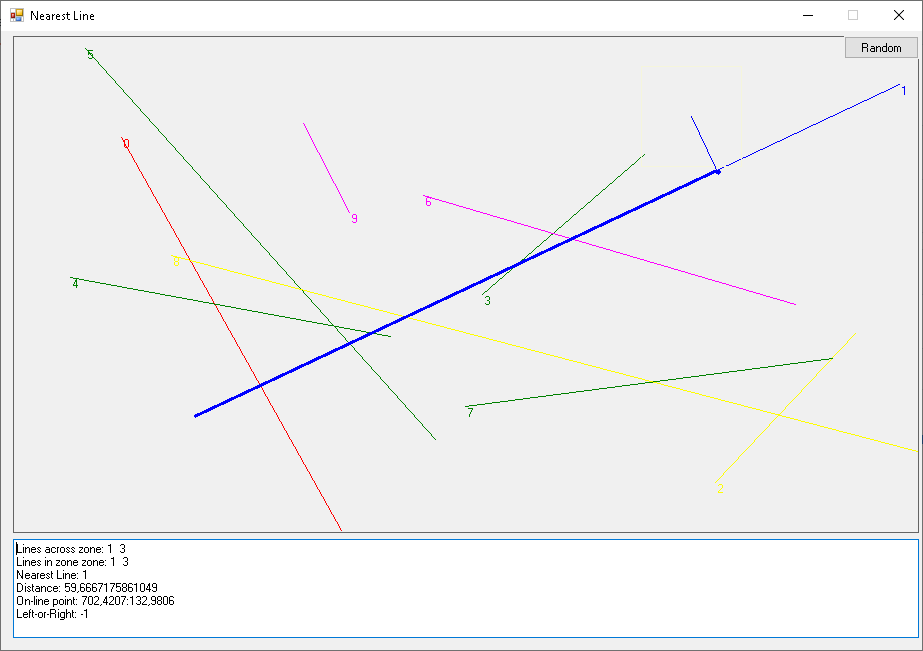 Nearest Line
Random
5
1
0
9
6
8
4
3
7
2
Lines across zone: 1 3
Lines in zone zone: 1 3
Nearest Line: 1
Distance: 59,6667175861049
On-line point: 702,4207:132,9806
Left-or-Right: -1